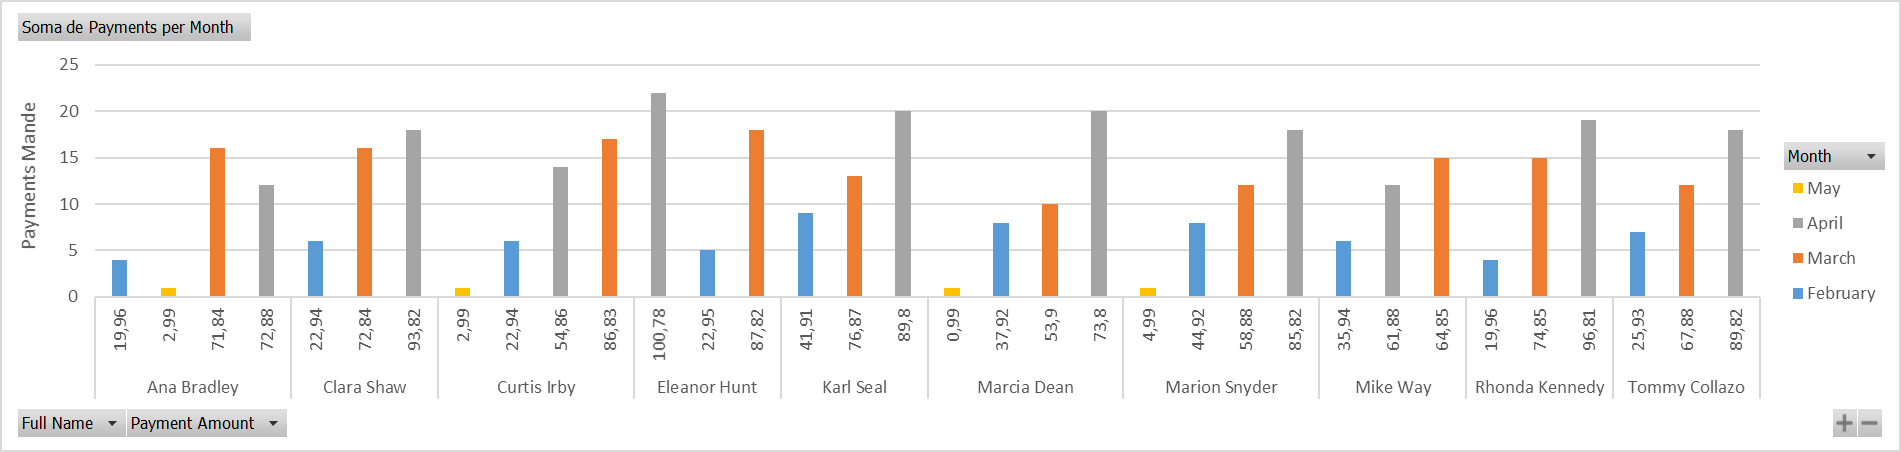 Soma de Payments per Month
25
20
15
10
5
0
Payments Mande
19,96 2,99 71,84 72,88 22,94 72,84 93,82 2,99 22,94 54,86 86,83 100,78 22,95 87,82 41,91 76,87 89,8 0,99 37,92 53,9 73,8 4,99 44,92 58,88 85,82 35,94 61,88 64,85 19,96 74,85 96,81 25,93 67,88 89,82
Ana Bradley Clara Shaw Curtis Irby Eleanor Hunt Karl Seal Marcia Dean Marion Snyder Mike Way Rhonda Kennedy Tommy Collazo
Month
May
April
March
February
Full Name Payment Amount